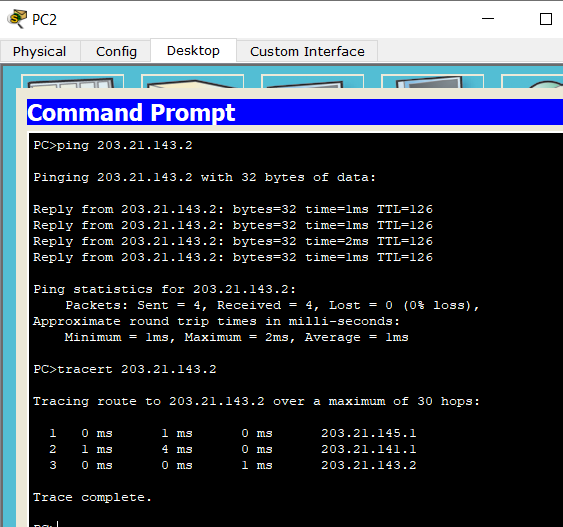 PC2
Physical Config Desktop Custom Interface
Command Prompt
PC>ping 203.21.143.2
Pinging 203.21.143.2 with 32 bytes of data:
Reply from 203.21.143.2: bytes=32 time=1ms TTL=126
Reply from 203.21.143.2: bytes=32 time=1ms TTL=126
Reply from 203.21.143.2: bytes=32 time=2ms TTL=126
Reply from 203.21.143.2: bytes=32 time=1ms TTL=126
Ping statistics for 203.21.143.2:
Packets: Sent = 4, Received = 4, Lost = 0 (0% loss),
Approximate round trip times in milli-seconds:
Minimum = 1ms, Maximum = 2ms, Average = 1ms
PC>tracert 203.21.143.2
Tracing route to 203.21.143.2 over a maximum of 30 hops:
1 0 ms 1 ms 0 ms 203.21.145.1
2 1 ms 4 ms 0 ms 203.21.141.1
3 0 ms 0 ms 1 ms 203.21.143.2
Trace complete.
PC>